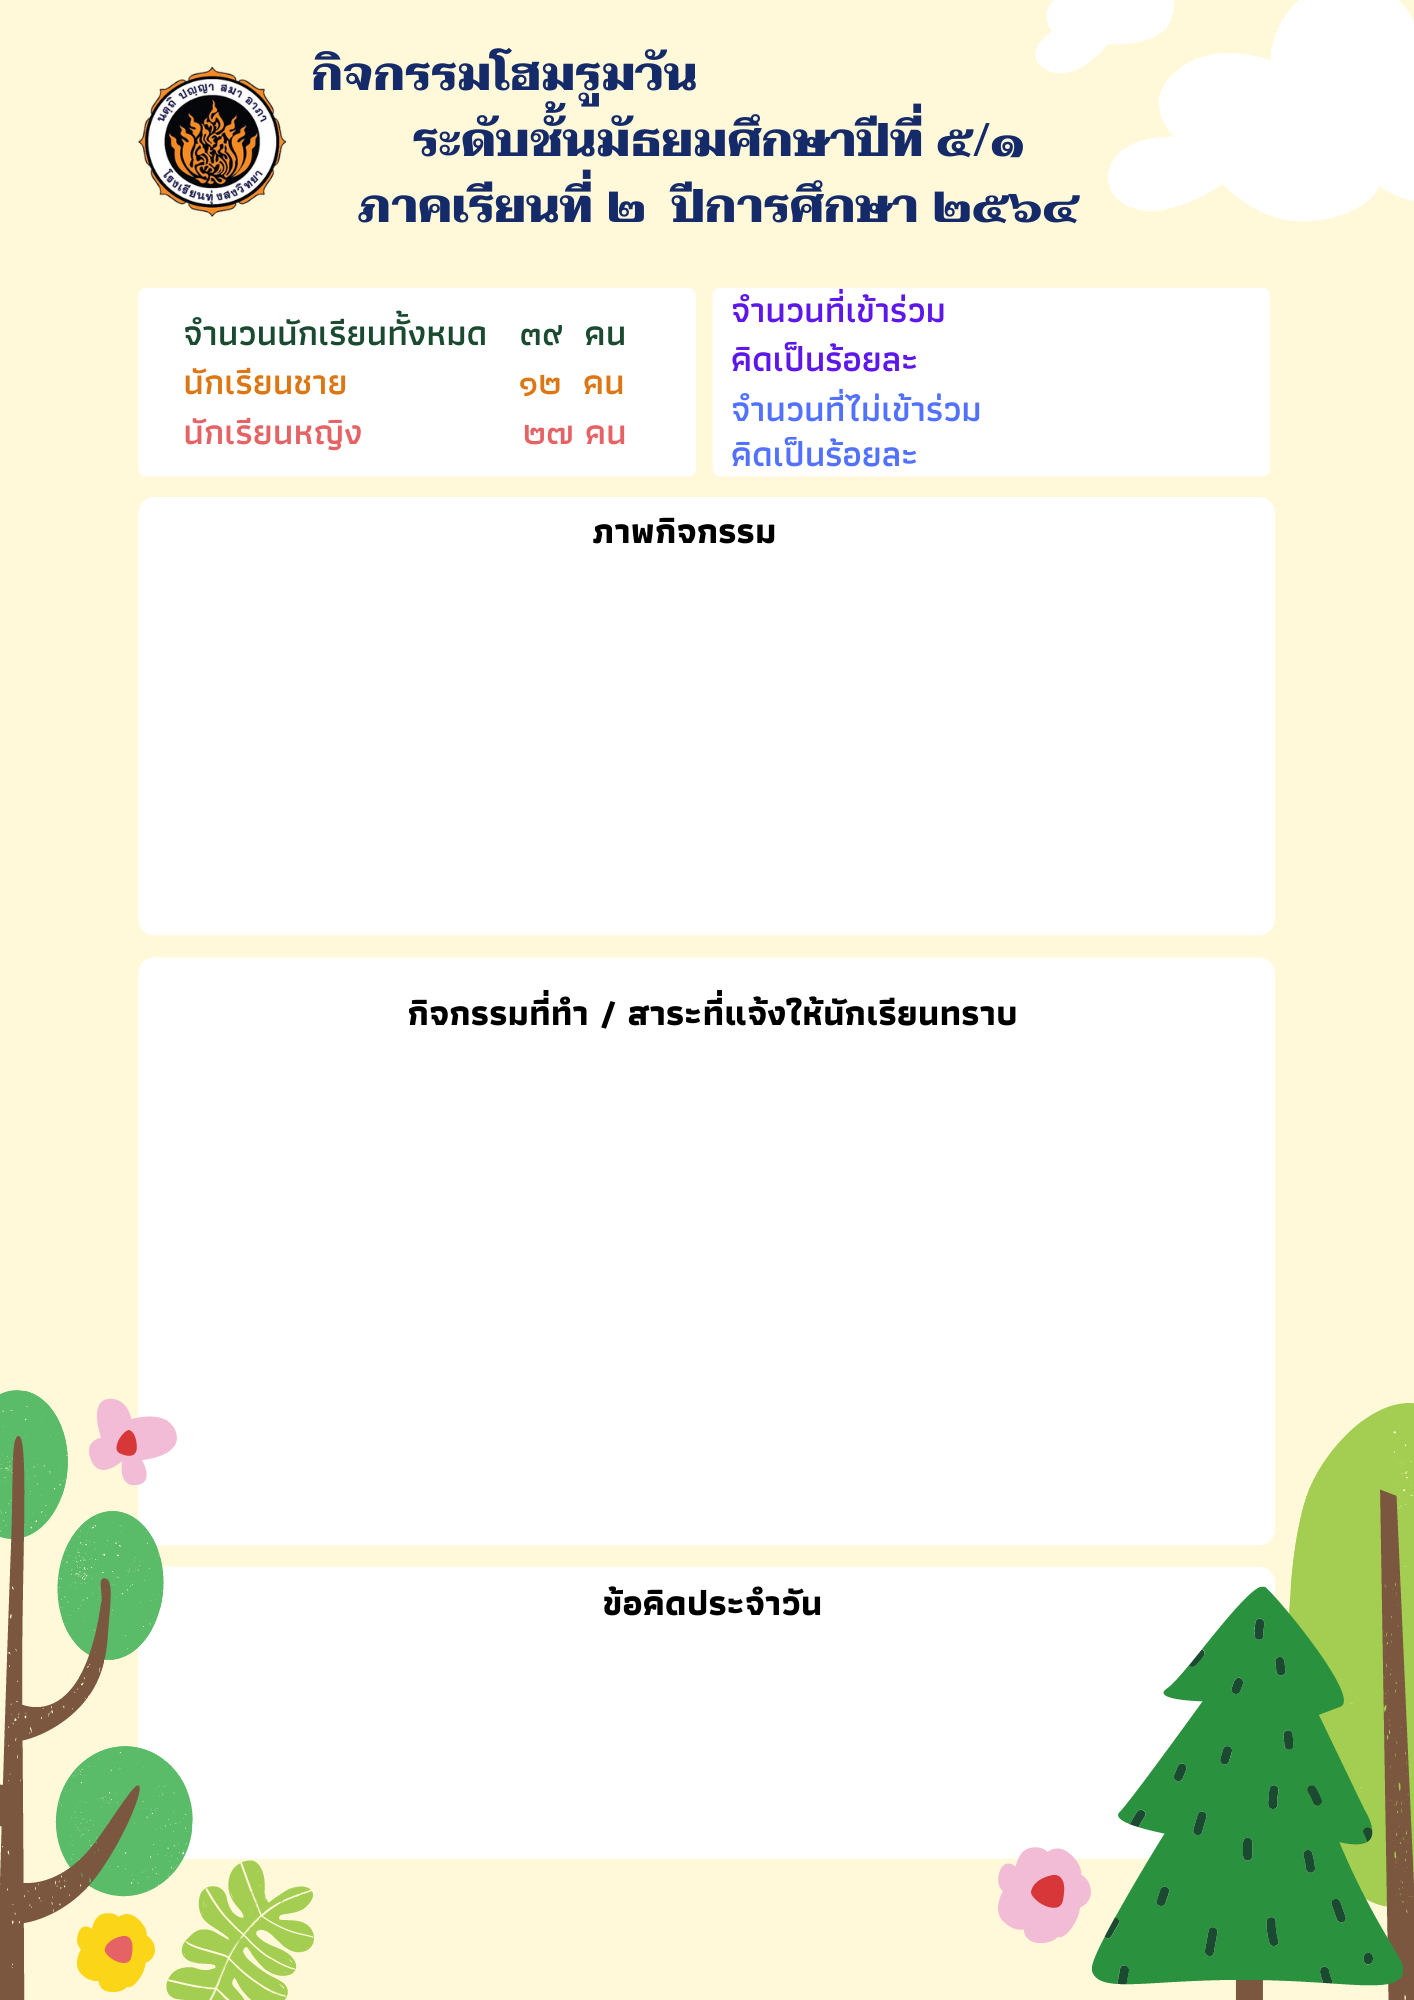 กิจกรรมโฮมรูมวัน
ระดับชั้นมัธยมศึกษาปีที่ ๕/๑
ภาคเรียนที่ ๒ ปีการศึกษา ๒๕๖๔
นตฺถิ ปญฺญา สมา อาภา
โรงเรียนทุ่งสงวิทยา
จำนวนนักเรียนทั้งหมด ๓๙ คน
นักเรียนชาย ๑๒ คน
นักเรียนหญิง ๒๗ คน
จำนวนที่เข้าร่วม
คิดเป็นร้อยละ
จำนวนที่ไม่เข้าร่วม
คิดเป็นร้อยละ
ภาพกิจกรรม
กิจกรรมที่ทำ / สาระที่แจ้งให้นักเรียนทราบ
ข้อคิดประจำวัน